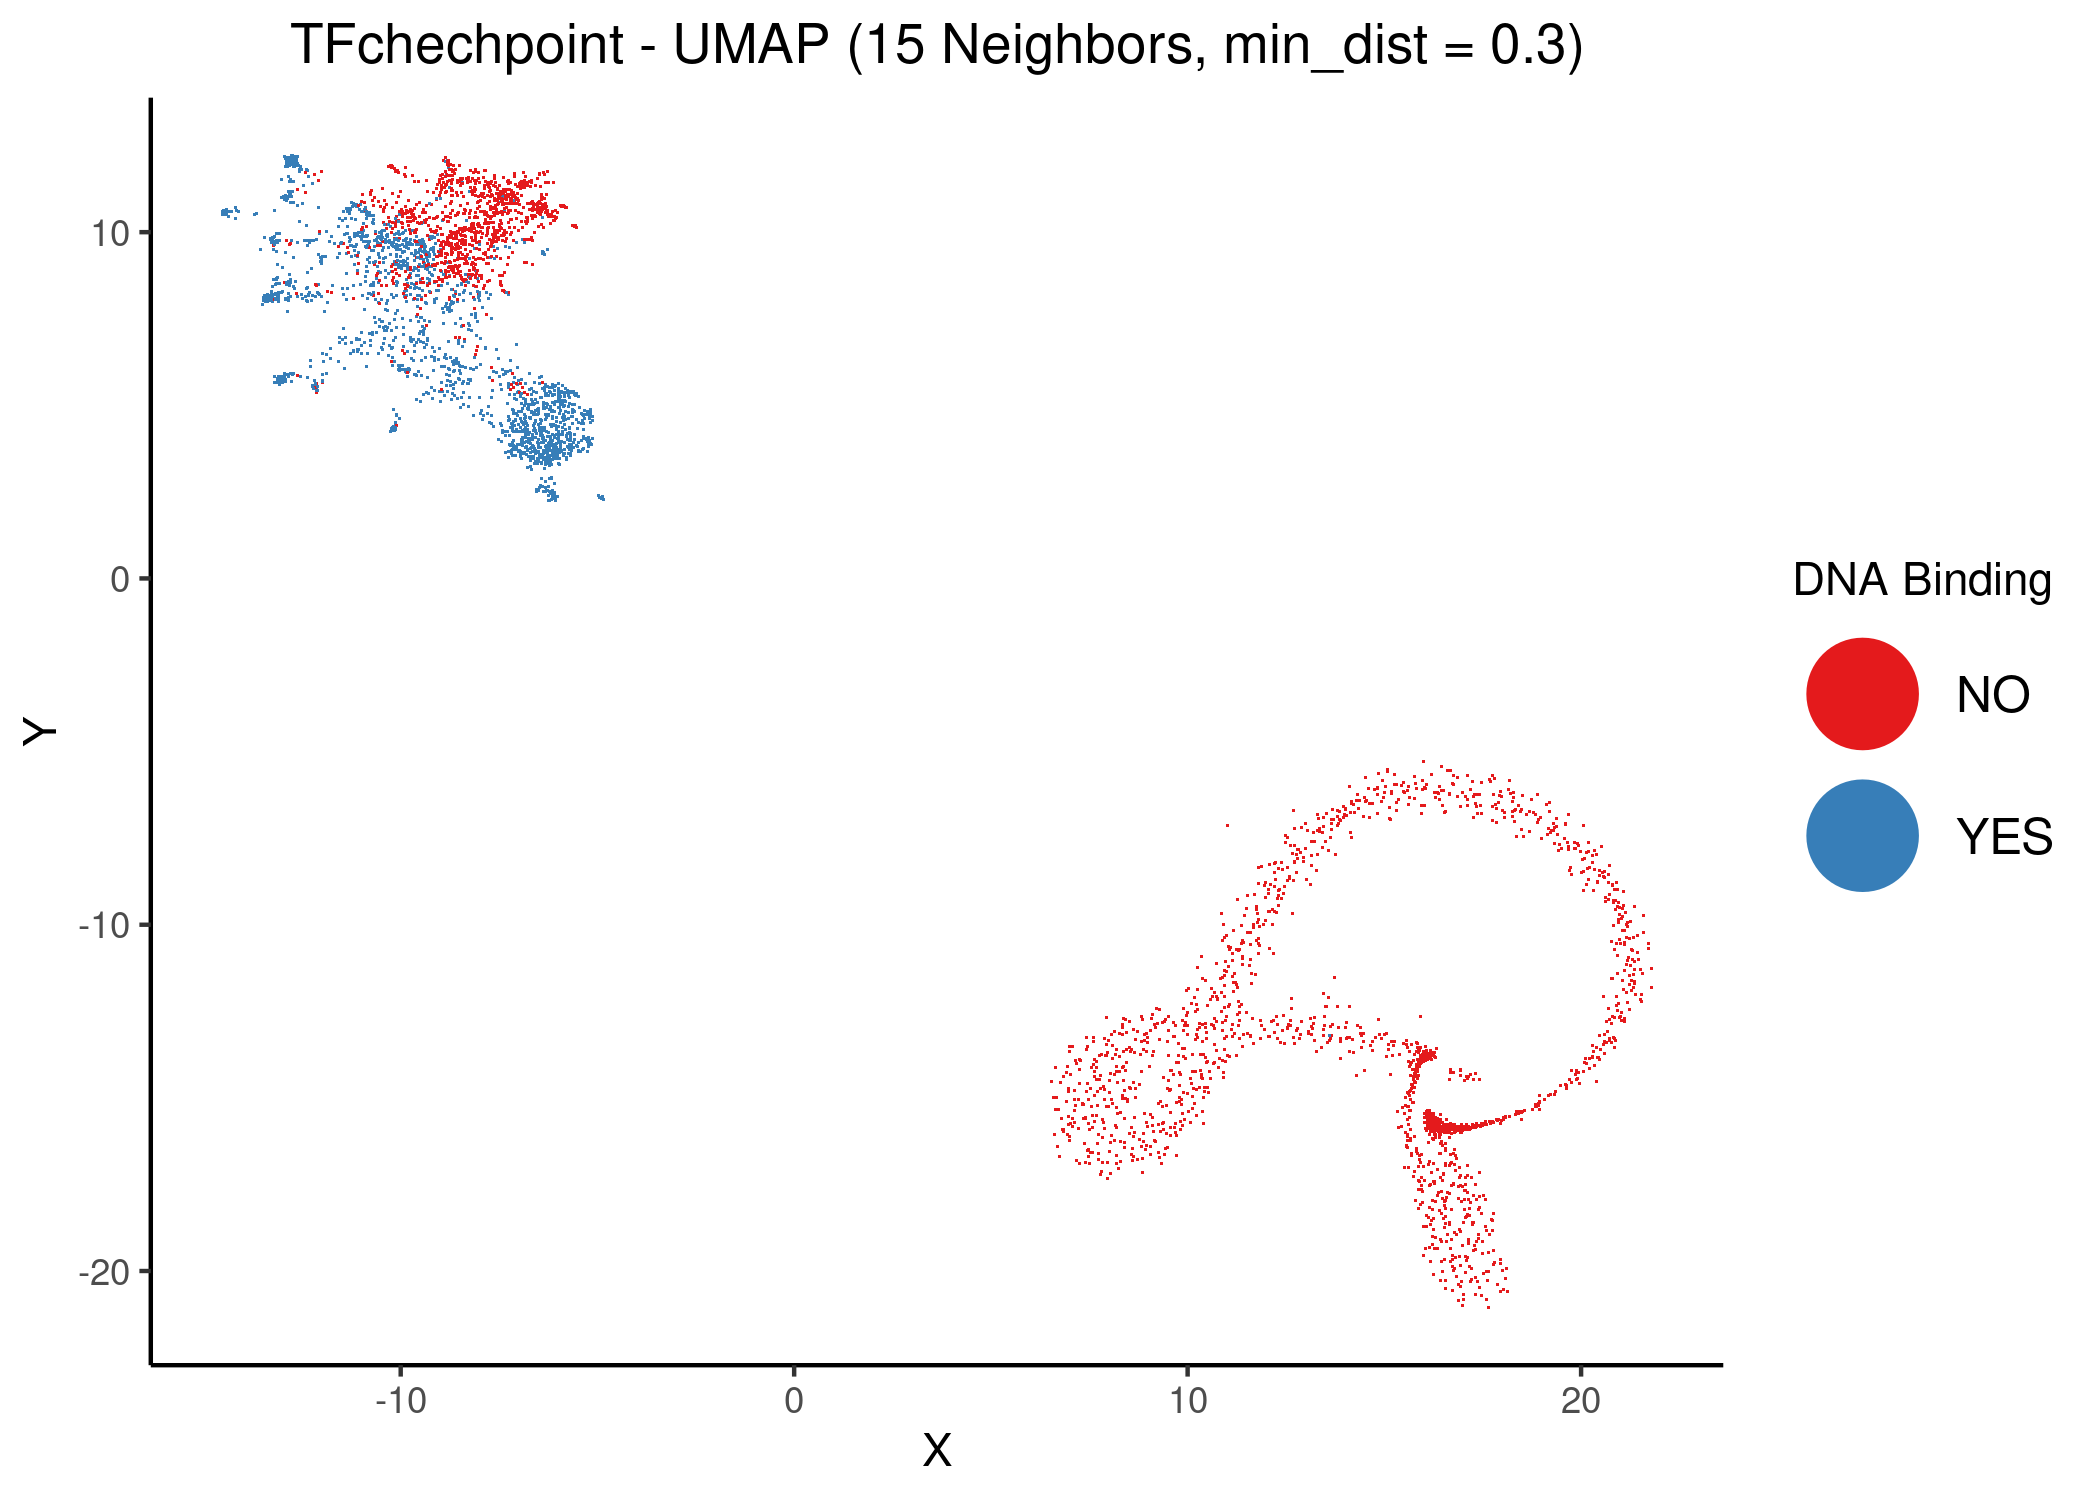 TFchechpoint - UMAP (15 Neighbors, min_dist = 0.3)
10
0
-10
-20
Y
-10
0
10
20
X
DNA Binding
NO
YES